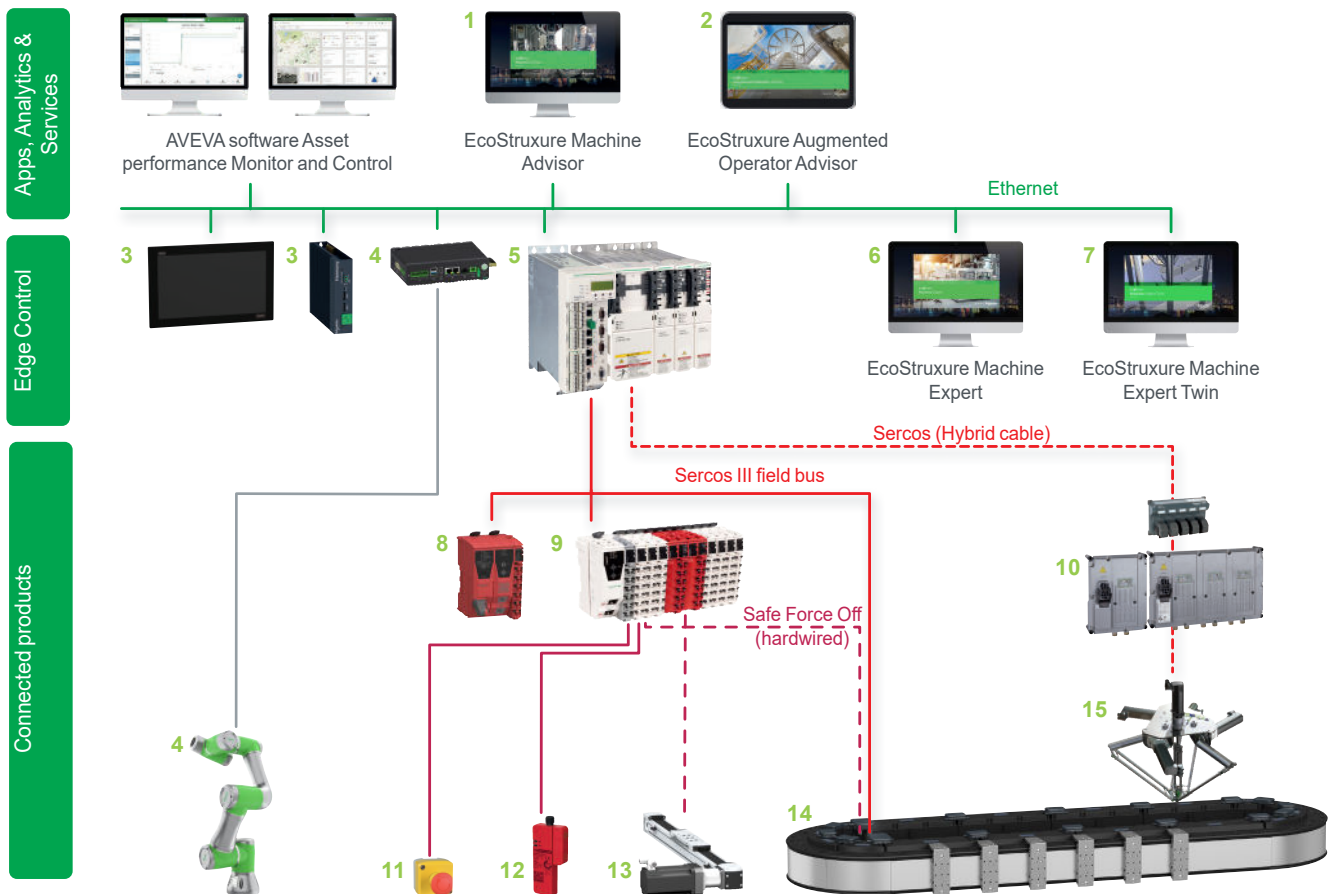 Apps, Analytics &
Services
1
2
AVEVA software Asset
performance Monitor and Control
EcoStruxure Machine
Advisor
EcoStruxure Augmented
Operator Advisor
Ethernet
Edge Control
3
3
4
5
6
7
EcoStruxure Machine
Expert
EcoStruxure Machine
Expert Twin
Sercos (Hybrid cable)
Connected products
Sercos III field bus
8
9
10
Safe Force Off
(hardwired)
4
15
14
11
12
13